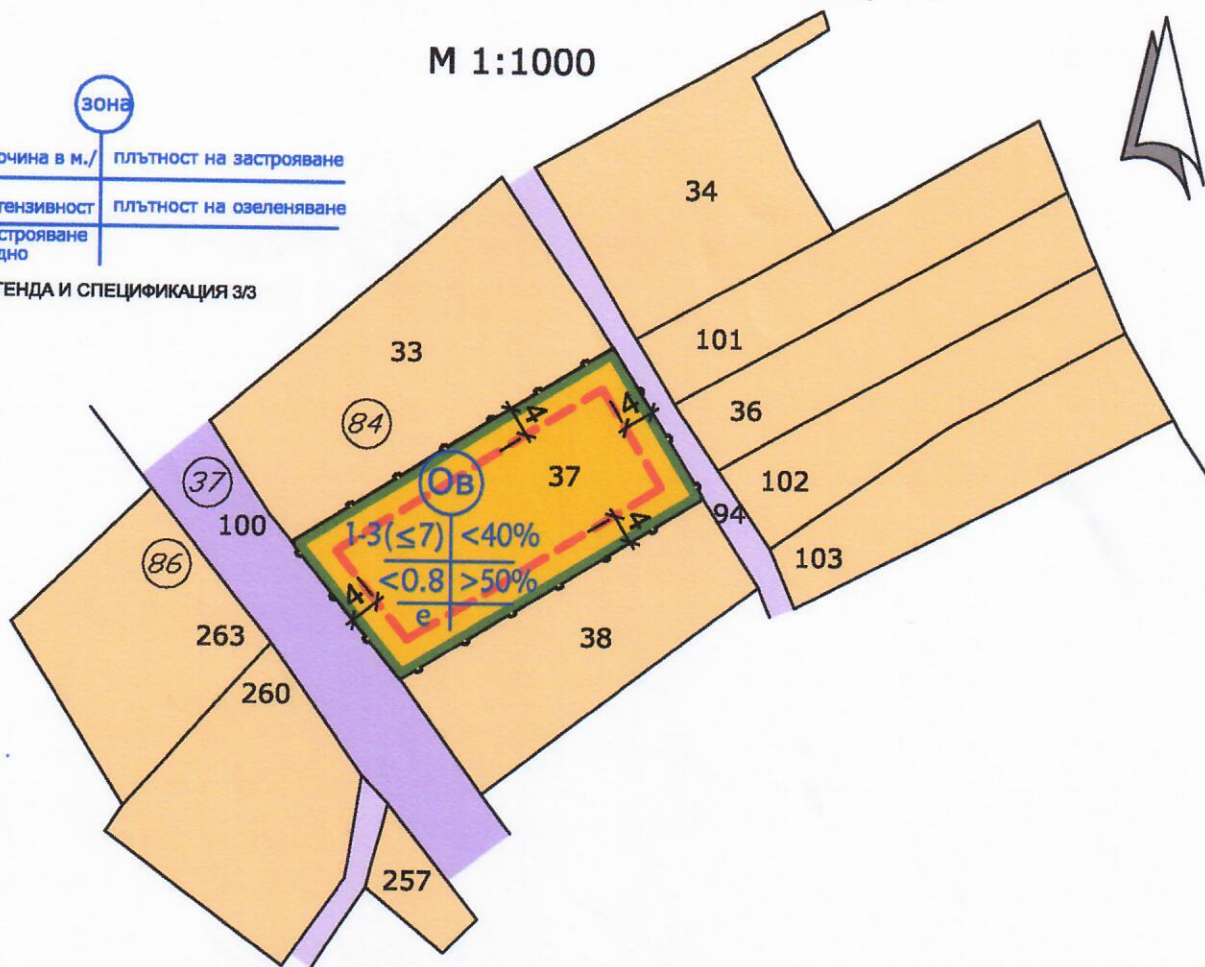 М 1:1000
зона
очина в м./ плътност на застрояване
тензивност плътност на озеленяване
строяване
дно
ГЕНДА И СПЕЦИФИКАЦИЯ 3/3
34
33
101
84
36
4
4
37
Ов
37
102
100
1-3(≤7) <40%
94
4
86
<0.8 >50%
103
4
е
263
38
260
257